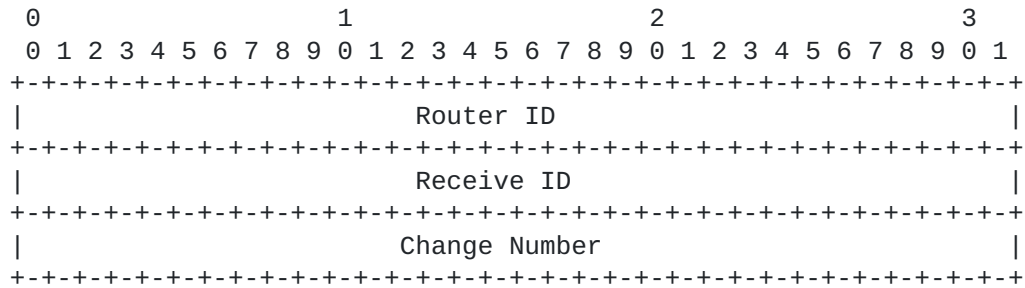 0                   1                   2                   3
 0 1 2 3 4 5 6 7 8 9 0 1 2 3 4 5 6 7 8 9 0 1 2 3 4 5 6 7 8 9 0 1
+-+-+-+-+-+-+-+-+-+-+-+-+-+-+-+-+-+-+-+-+-+-+-+-+-+-+-+-+-+-+-+-+
|                         Router ID                             |
+-+-+-+-+-+-+-+-+-+-+-+-+-+-+-+-+-+-+-+-+-+-+-+-+-+-+-+-+-+-+-+-+
|                         Receive ID                            |
+-+-+-+-+-+-+-+-+-+-+-+-+-+-+-+-+-+-+-+-+-+-+-+-+-+-+-+-+-+-+-+-+
|                        Change Number                          |
+-+-+-+-+-+-+-+-+-+-+-+-+-+-+-+-+-+-+-+-+-+-+-+-+-+-+-+-+-+-+-+-+